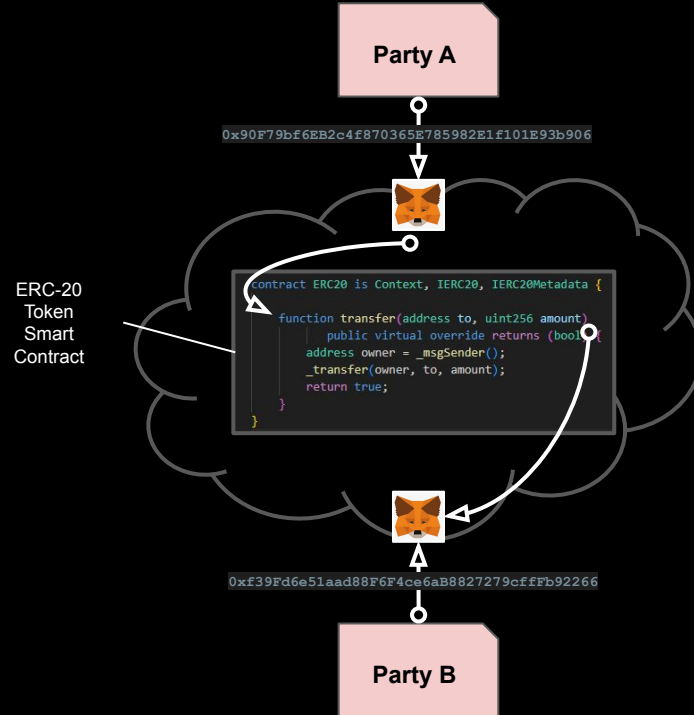 Party A
0x90F79bf6EB2c4f870365E785982E1f101E93b906
ERC-20
Token
Smart
Contract
contract ERC20 is Context, IERC20, IERC20Metadata {
function transfer(address to, uint256 amount)
public virtual override returns (bool) {
address owner = _msgSender();
_transfer(owner, to, amount);
return true;
}
}
0xf39Fd6e51aad88F6F4ce6aB8827279cffFb92266
Party B